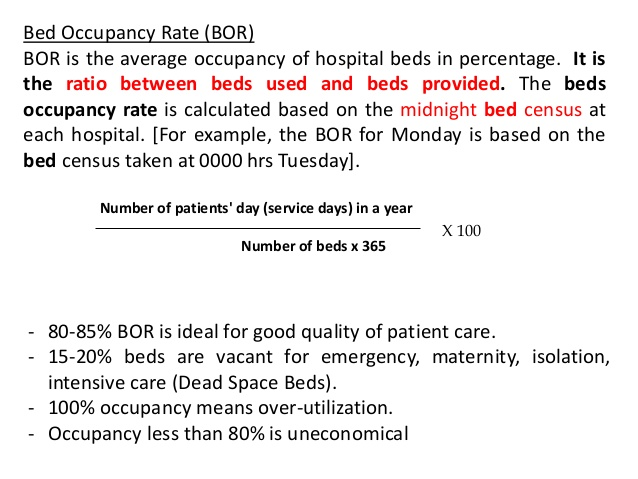 Bed Occupancy Rate (BOR)
BOR is the average occupancy of hospital beds in percentage. It is
the ratio between beds used and beds provided. The beds
occupancy rate is calculated based on the midnight bed census at
each hospital. [For example, the BOR for Monday is based on the
bed census taken at 0000 hrs Tuesday].
Number of patients' day (service days) in a year
Number of beds x 365
X 100
- 80-85% BOR is ideal for good quality of patient care.
- 15-20% beds are vacant for emergency, maternity, isolation,
intensive care (Dead Space Beds).
- 100% occupancy means over-utilization.
- Occupancy less than 80% is uneconomical